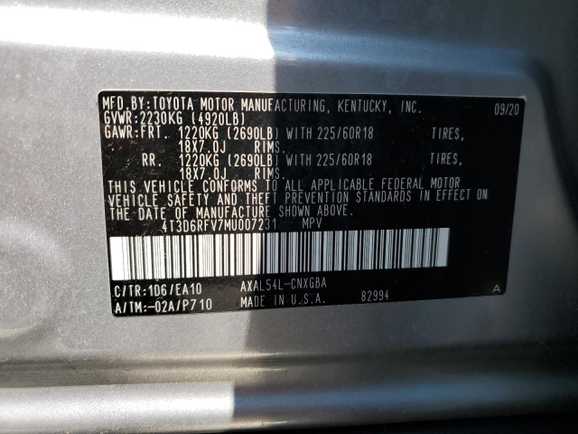 MFD.BY:TOYOTA MOTOR MANUFACTURING, KENTUCKY, INC. 09/20
GVWR:2230KG (4920LB)
GAWR:FRT. 1220KG (2690LB) WITH 225/60R18 TIRES,
18X7.0J RIMS.
RR. 1220KG (2690LB) WITH 225/60R18 TIRES,
18X7.0J RIMS.
THIS VEHICLE CONFORMS TO ALL APPLICABLE FEDERAL MOTOR
VEHICLE SAFETY AND THEFT PREVENTION STANDARDS IN EFFECT ON
THE DATE OF MANUFACTURE SHOWN ABOVE.
4T3D6RFV7MU007231 MPV
C/TR:1D6/EA10 AXAL54L-CNXGBA
A/TM:-02A/P710 MADE IN U.S.A. 82994 A